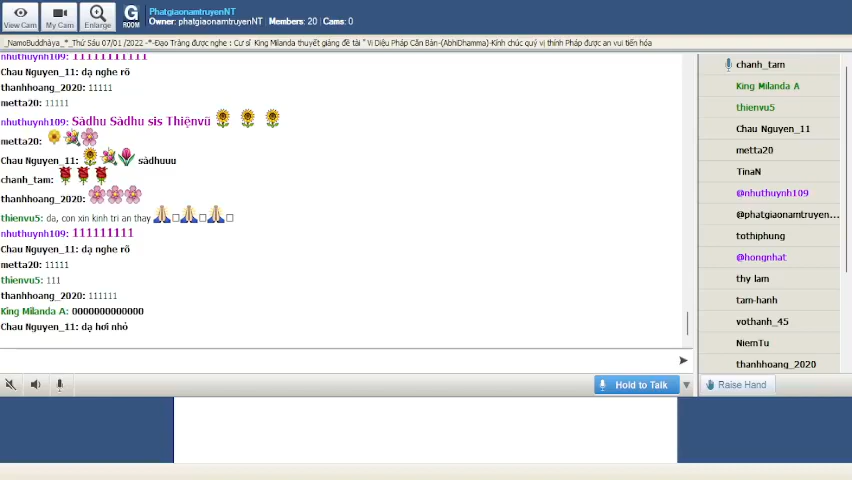 PhatgiaonamtruyenNT
Owner: phatgiaonamtruyenNT | Members: 20 | Cams: 0
View Cam
My Cam
Enlarge
G
ROOM
_NamoBuddhàya_*_Thứ Sáu 07/01 /2022 -*-Đạo Tràng được nghe : Cư sĩ King Milanda thuyết giảng đề tài " Vi Diệu Pháp Căn Bản-(AbhiDhamma)-Kính chúc quý vị thính Pháp được an vui tiến hóa
nhuthuynh109: 11111111111
Chau Nguyen_11: dạ nghe rõ
thanhhoang_2020: 11111
metta20: 11111
nhuthuynh109: Sàdhu Sàdhu sis Thiệnvũ
metta20:
Chau Nguyen_11: sàdhuuu
chanh_tam:
thanhhoang_2020:
thienvu5: da, con xin kinh tri an thay
nhuthuynh109: 111111111
Chau Nguyen_11: dạ nghe rõ
metta20: 11111
thienvu5: 111
thanhhoang_2020: 111111
King Milanda A: 0000000000000
Chau Nguyen_11: dạ hơi nhỏ
Hold to Talk
chanh_tam
King Milanda A
thienvu5
Chau Nguyen_11
metta20
TinaN
@nhuthuynh109
@phatgiaonamtruyen...
tothiphung
@hongnhat
thy lam
tam-hanh
vothanh_45
NiemTu
thanhhoang_2020
Raise Hand